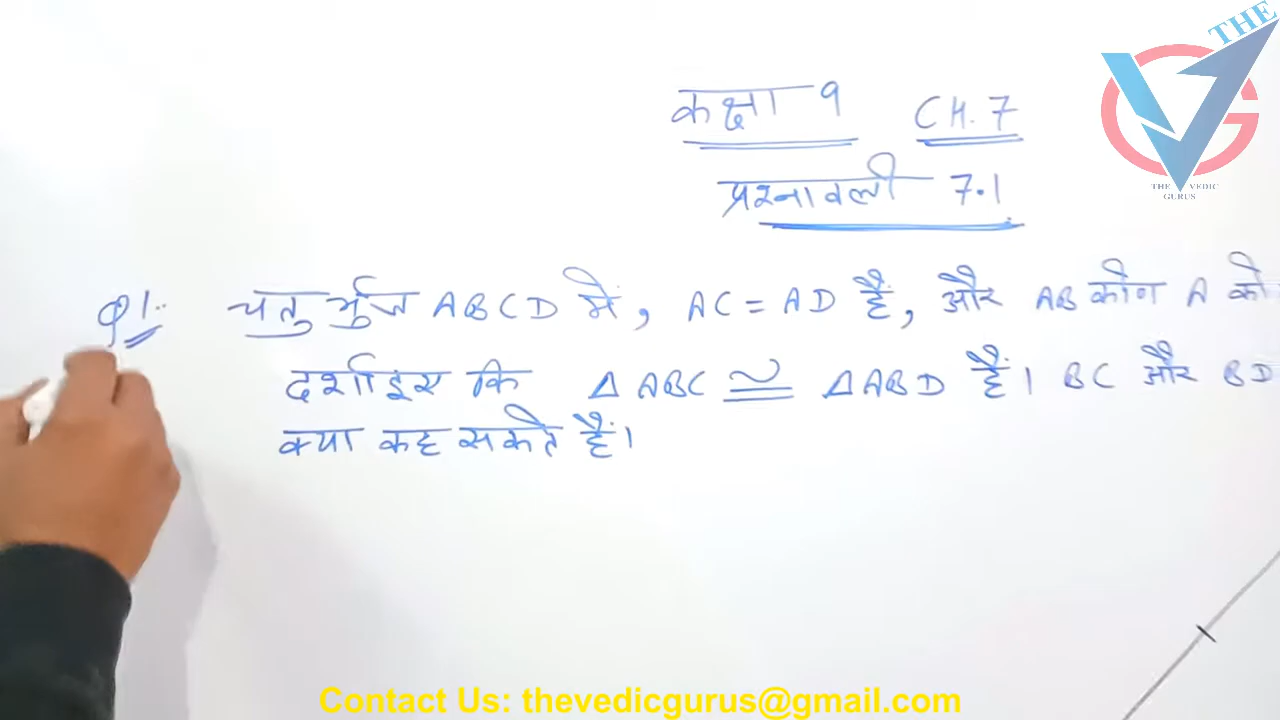 THE
कक्षा 9 CH. 7
THE VEDIC
GURUS
प्रश्नावली 7.1
Q1. चतुर्भुज ABCD में, AC = AD है, और AB कोण A को
दर्शाइए कि Δ ABC ≅ Δ ABD है। BC और BD
क्या कह सकते हैं।
Contact Us: thevedicgurus@gmail.com